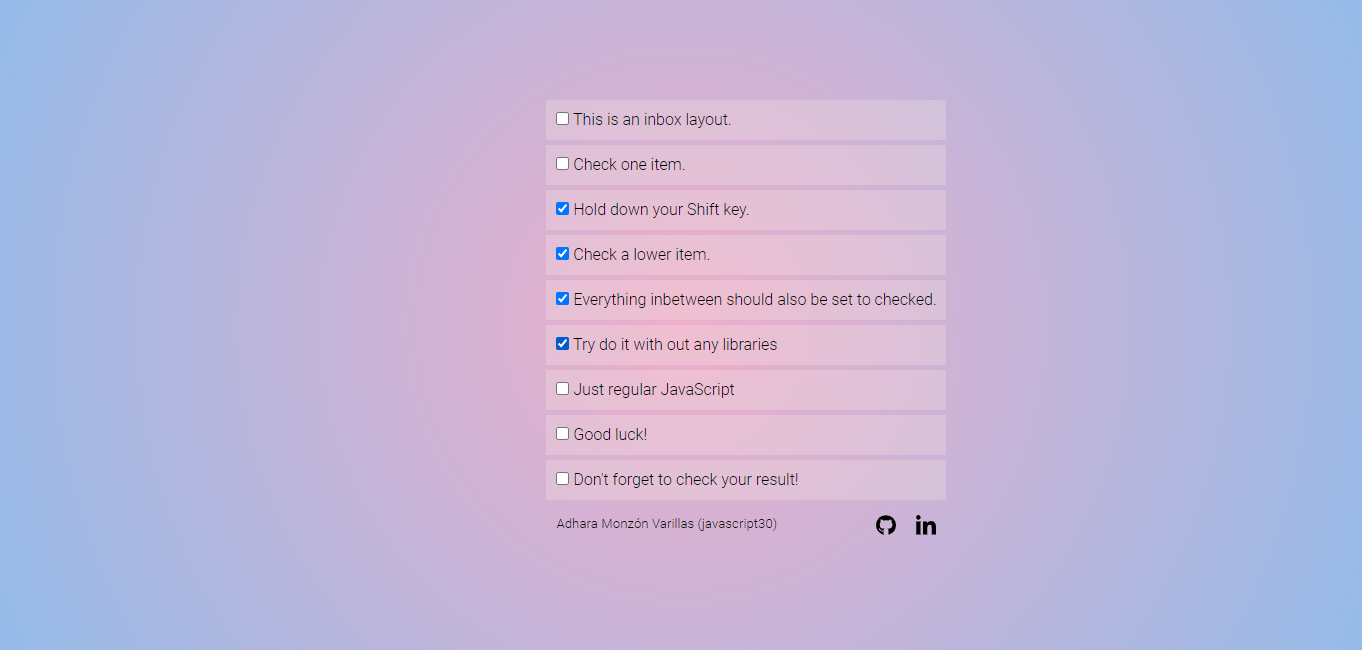 This is an inbox layout.
Check one item.
Hold down your Shift key.
Check a lower item.
Everything inbetween should also be set to checked.
Try do it with out any libraries
Just regular JavaScript
Good luck!
Don't forget to check your result!
Adhara Monzón Varillas (javascript30)
in